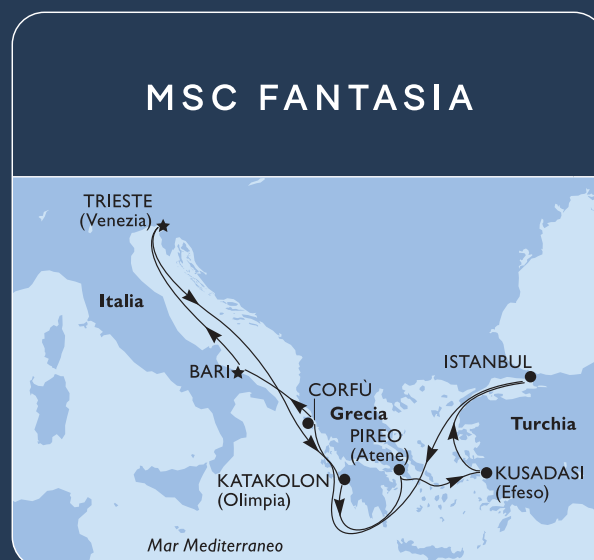 MSC FANTASIA
TRIESTE
(Venezia)
Italia
ISTANBUL
BARI
CORFÙ
Grecia
Turchia
PIREO
(Atene)
KATAKOLON
(Olimpia)
KUSADASI
(Efeso)
Mar Mediterraneo